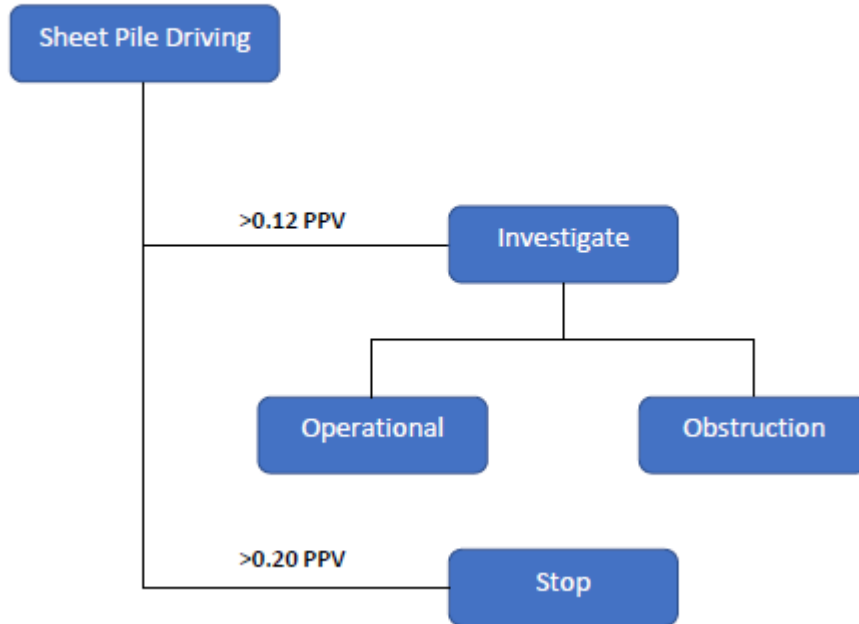 Sheet Pile Driving
>0.12 PPV
Investigate
Operational
Obstruction
>0.20 PPV
Stop